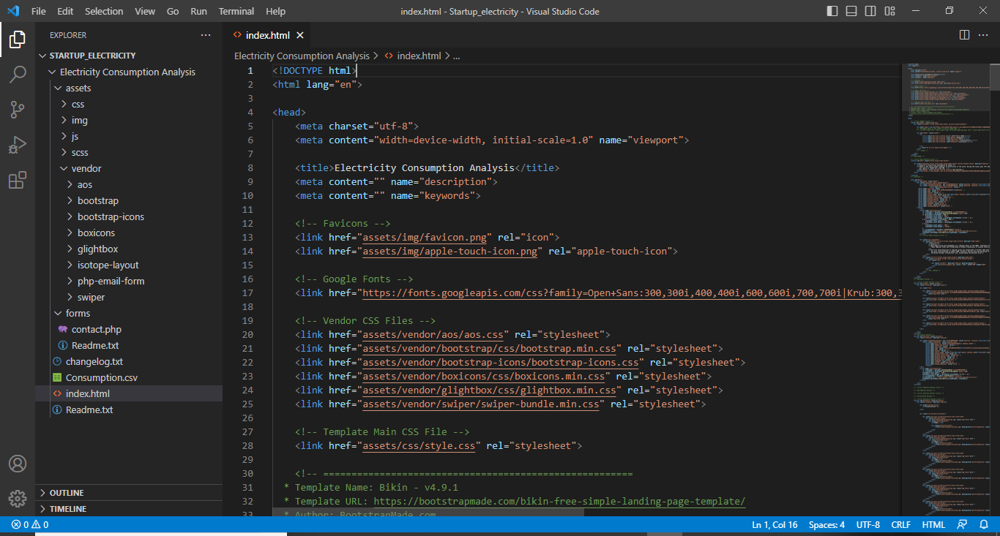 File Edit Selection View Go Run Terminal Help
index.html - Startup_electricity - Visual Studio Code
EXPLORER
STARTUP_ELECTRICITY
Electricity Consumption Analysis
assets
css
img
js
scss
vendor
aos
bootstrap
bootstrap-icons
boxicons
glightbox
isotope-layout
php-email-form
swiper
forms
contact.php
Readme.txt
changelog.txt
Consumption.csv
index.html
Readme.txt
OUTLINE
TIMELINE
index.html
Electricity Consumption Analysis > index.html > ...
1 <!DOCTYPE html>
2 <html lang="en">
3
4 <head>
5 <meta charset="utf-8">
6 <meta content="width=device-width, initial-scale=1.0" name="viewport">
7
8 <title>Electricity Consumption Analysis</title>
9 <meta content="" name="description">
10 <meta content="" name="keywords">
11
12 <!-- Favicons -->
13 <link href="assets/img/favicon.png" rel="icon">
14 <link href="assets/img/apple-touch-icon.png" rel="apple-touch-icon">
15
16 <!-- Google Fonts -->
17 <link href="https://fonts.googleapis.com/css?family=Open+Sans:300,300i,400,400i,600,600i,700,700i|Krub:300,3
18
19 <!-- Vendor CSS Files -->
20 <link href="assets/vendor/aos/aos.css" rel="stylesheet">
21 <link href="assets/vendor/bootstrap/css/bootstrap.min.css" rel="stylesheet">
22 <link href="assets/vendor/bootstrap-icons/bootstrap-icons.css" rel="stylesheet">
23 <link href="assets/vendor/boxicons/css/boxicons.min.css" rel="stylesheet">
24 <link href="assets/vendor/glightbox/css/glightbox.min.css" rel="stylesheet">
25 <link href="assets/vendor/swiper/swiper-bundle.min.css" rel="stylesheet">
26
27 <!-- Template Main CSS File -->
28 <link href="assets/css/style.css" rel="stylesheet">
29
30 <!-- =======================================================
31 * Template Name: Bikin - v4.9.1
32 * Template URL: https://bootstrapmade.com/bikin-free-simple-landing-page-template/
33 * Author: BootstrapMade.com
0 0
Ln 1, Col 16 Spaces: 4 UTF-8 CRLF HTML